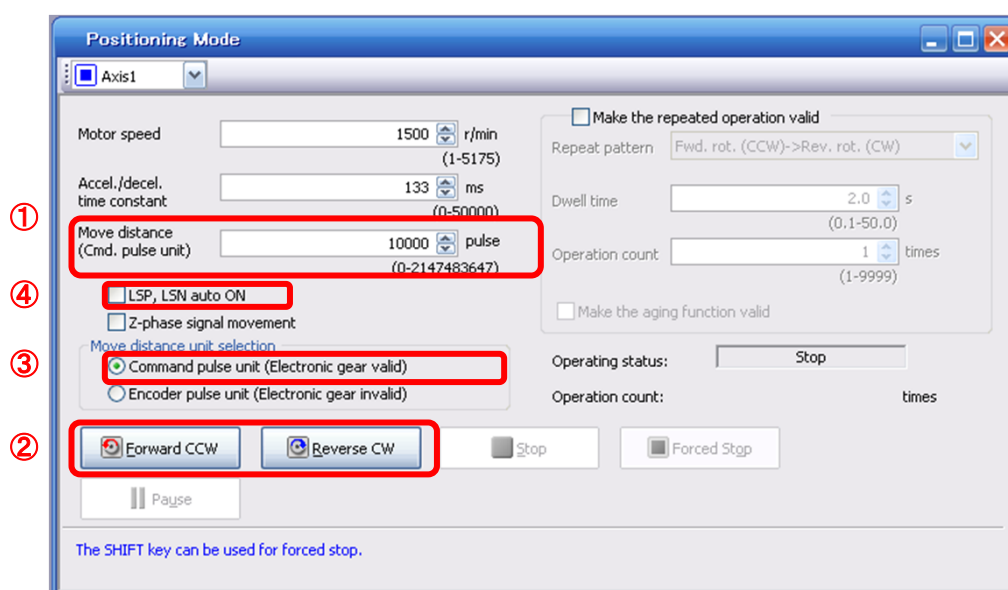 Positioning Mode
Axis1
Motor speed 1500 r/min
(1-5175)
Accel./decel.
time constant 133 ms
(0-50000)
①
Move distance
(Cmd. pulse unit) 10000 pulse
(0-2147483647)
④
LSP, LSN auto ON
Z-phase signal movement
Move distance unit selection
③
Command pulse unit (Electronic gear valid)
Encoder pulse unit (Electronic gear invalid)
Make the repeated operation valid
Repeat pattern Fwd. rot. (CCW)->Rev. rot. (CW)
Dwell time 2.0 s
(0.1-50.0)
Operation count 1 times
(1-9999)
Make the aging function valid
Operating status: Stop
Operation count: times
②
Forward CCW Reverse CW Stop Forced Stop
Pause
The SHIFT key can be used for forced stop.